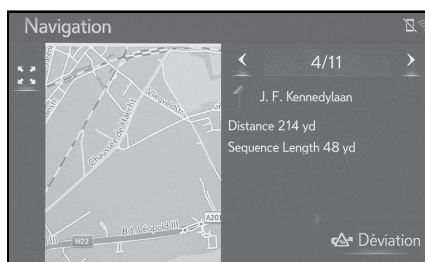 Navigation
4/11
J. F. Kennedylaan
Distance 214 yd
Sequence Length 48 yd
Vliegveldstr.
Chaussée de Haecht
Bd. Léopold III
A201
N22
Déviation